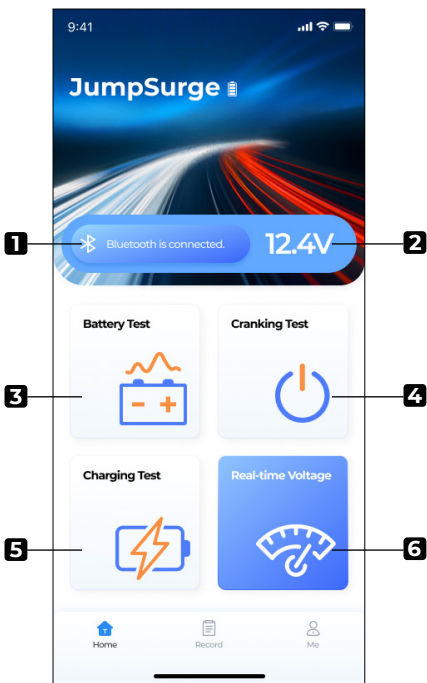 9:41
JumpSurge
1
Bluetooth is connected.
12.4V
2
Battery Test
Cranking Test
3
4
Charging Test
Real-time Voltage
5
6
Home
Record
Me